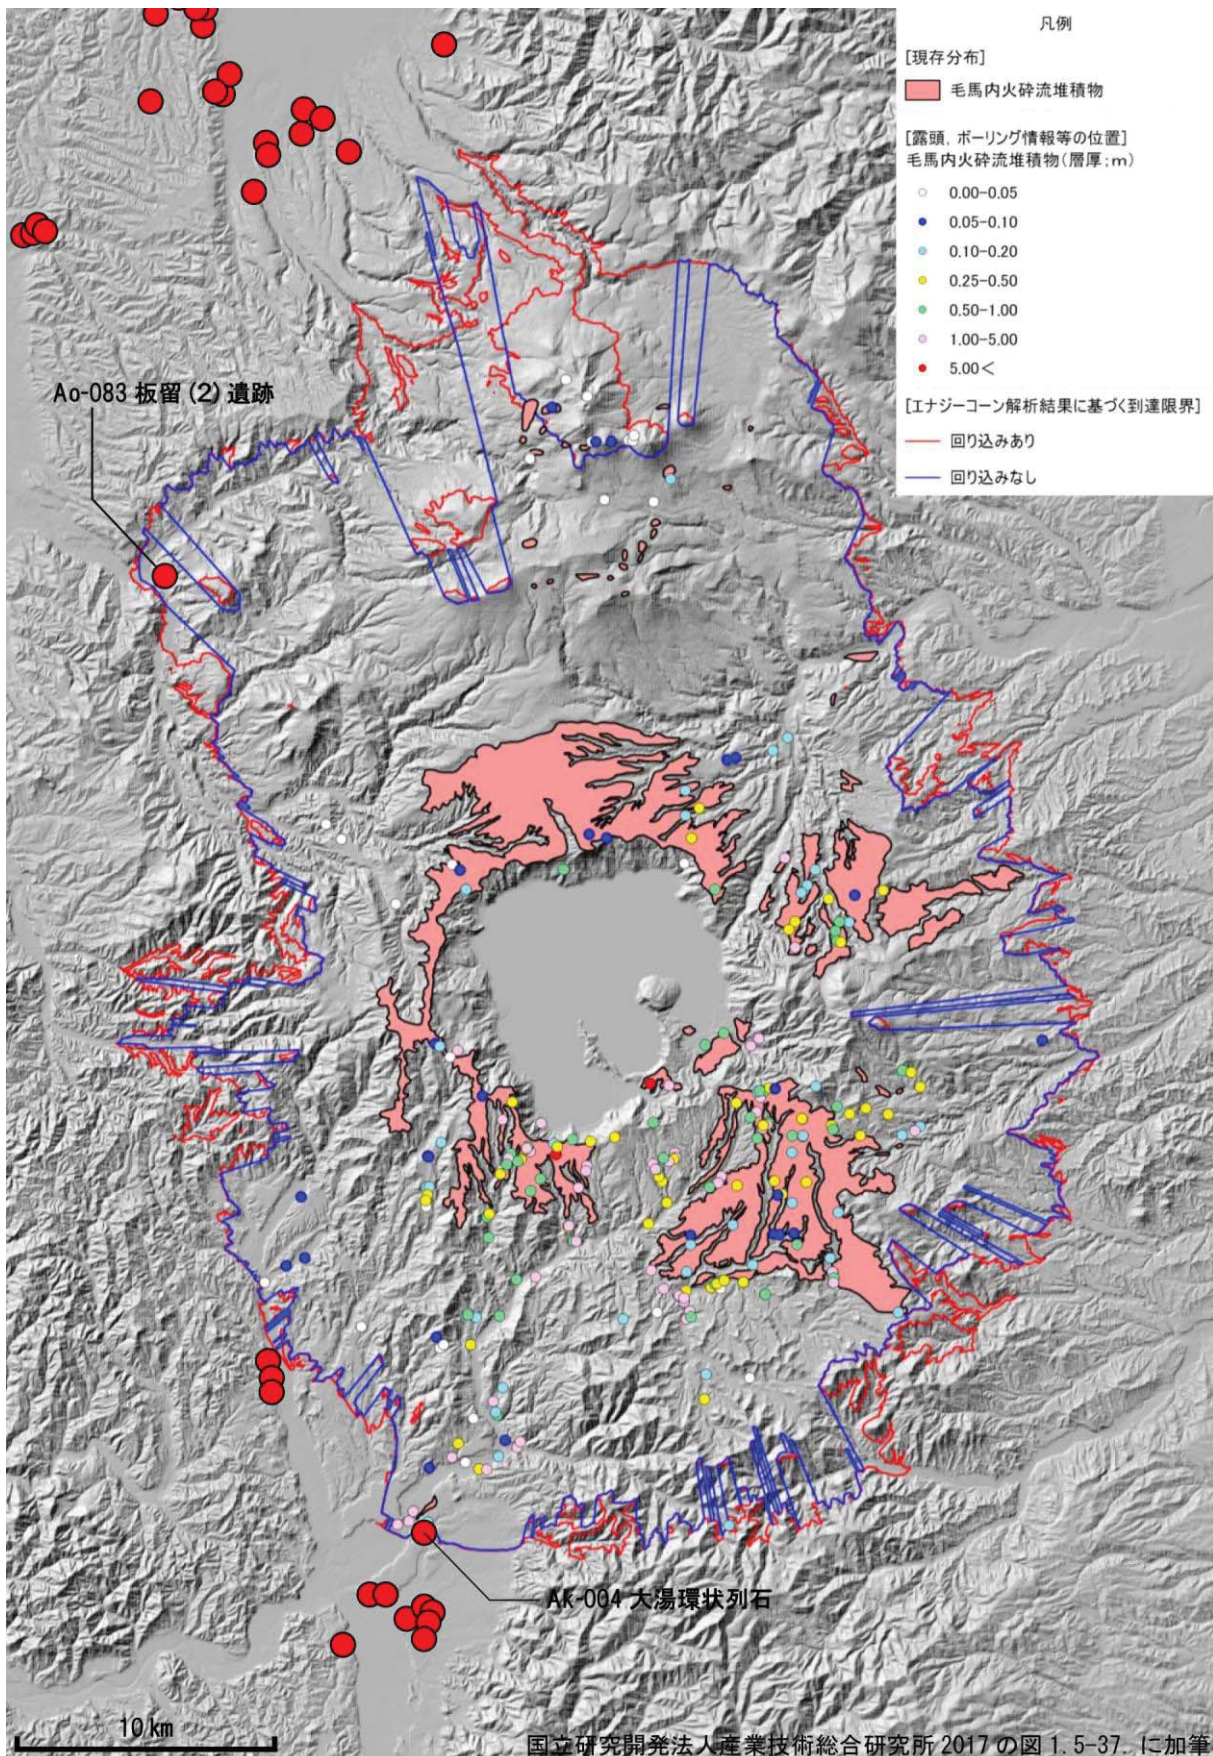 凡例
[現存分布]
毛馬内火砕流堆積物
[露頭，ボーリング情報等の位置]
毛馬内火砕流堆積物(層厚;m)
0.00-0.05
0.05-0.10
0.10-0.20
0.25-0.50
0.50-1.00
1.00-5.00
5.00<
[エナジーコーン解析結果に基づく到達限界]
回り込みあり
回り込みなし
Ao-083 板留(2)遺跡
Ak-004 大湯環状列石
10km
国立研究開発法人産業技術総合研究所 2017 の図 1.5-37. に加筆